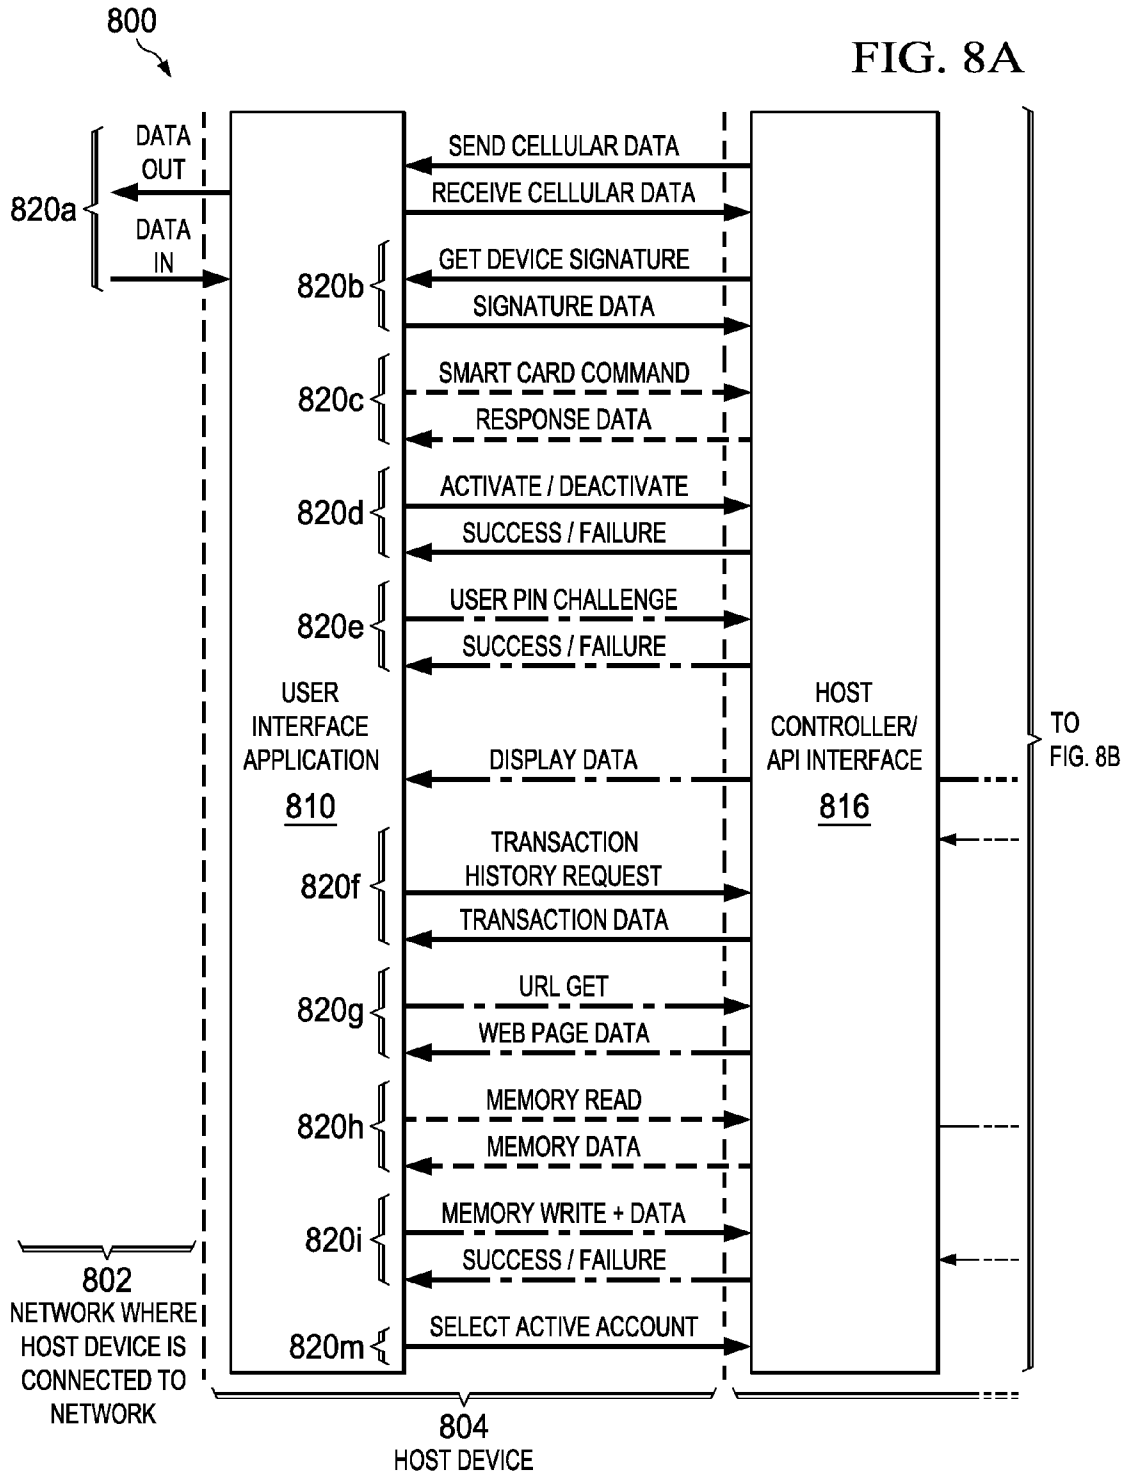 800
FIG. 8A
DATA
OUT
820a
DATA
IN
SEND CELLULAR DATA
RECEIVE CELLULAR DATA
820b
GET DEVICE SIGNATURE
SIGNATURE DATA
820c
SMART CARD COMMAND
RESPONSE DATA
820d
ACTIVATE / DEACTIVATE
SUCCESS / FAILURE
820e
USER PIN CHALLENGE
SUCCESS / FAILURE
USER
INTERFACE
APPLICATION
810
DISPLAY DATA
HOST
CONTROLLER/
API INTERFACE
816
TO
FIG. 8B
820f
TRANSACTION
HISTORY REQUEST
TRANSACTION DATA
820g
URL GET
WEB PAGE DATA
820h
MEMORY READ
MEMORY DATA
820i
MEMORY WRITE + DATA
SUCCESS / FAILURE
820m
SELECT ACTIVE ACCOUNT
802
NETWORK WHERE
HOST DEVICE IS
CONNECTED TO
NETWORK
804
HOST DEVICE